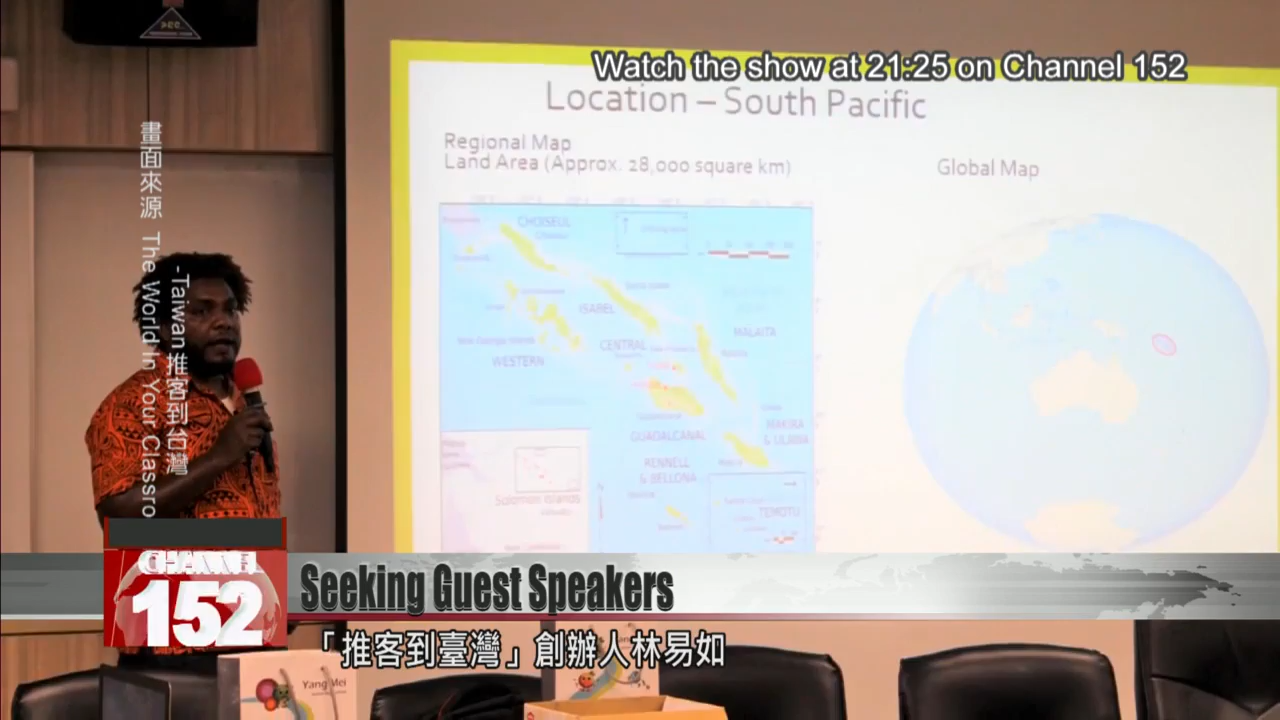 Watch the show at 21:25 on Channel 152
Location – South Pacific
Regional Map
Land Area (Approx. 28,000 square km)
Global Map
CHOISEUL
ISABEL
MALAITA
CENTRAL
WESTERN
GUADALCANAL
MAKIRA
& ULAWA
RENNELL
& BELLONA
Solomon Islands
TEMOTU
畫面來源 The World In Your Classro
-Taiwan 推客到台灣
CHANNEL
152
Seeking Guest Speakers
「推客到臺灣」創辦人林易如
Yang Mei